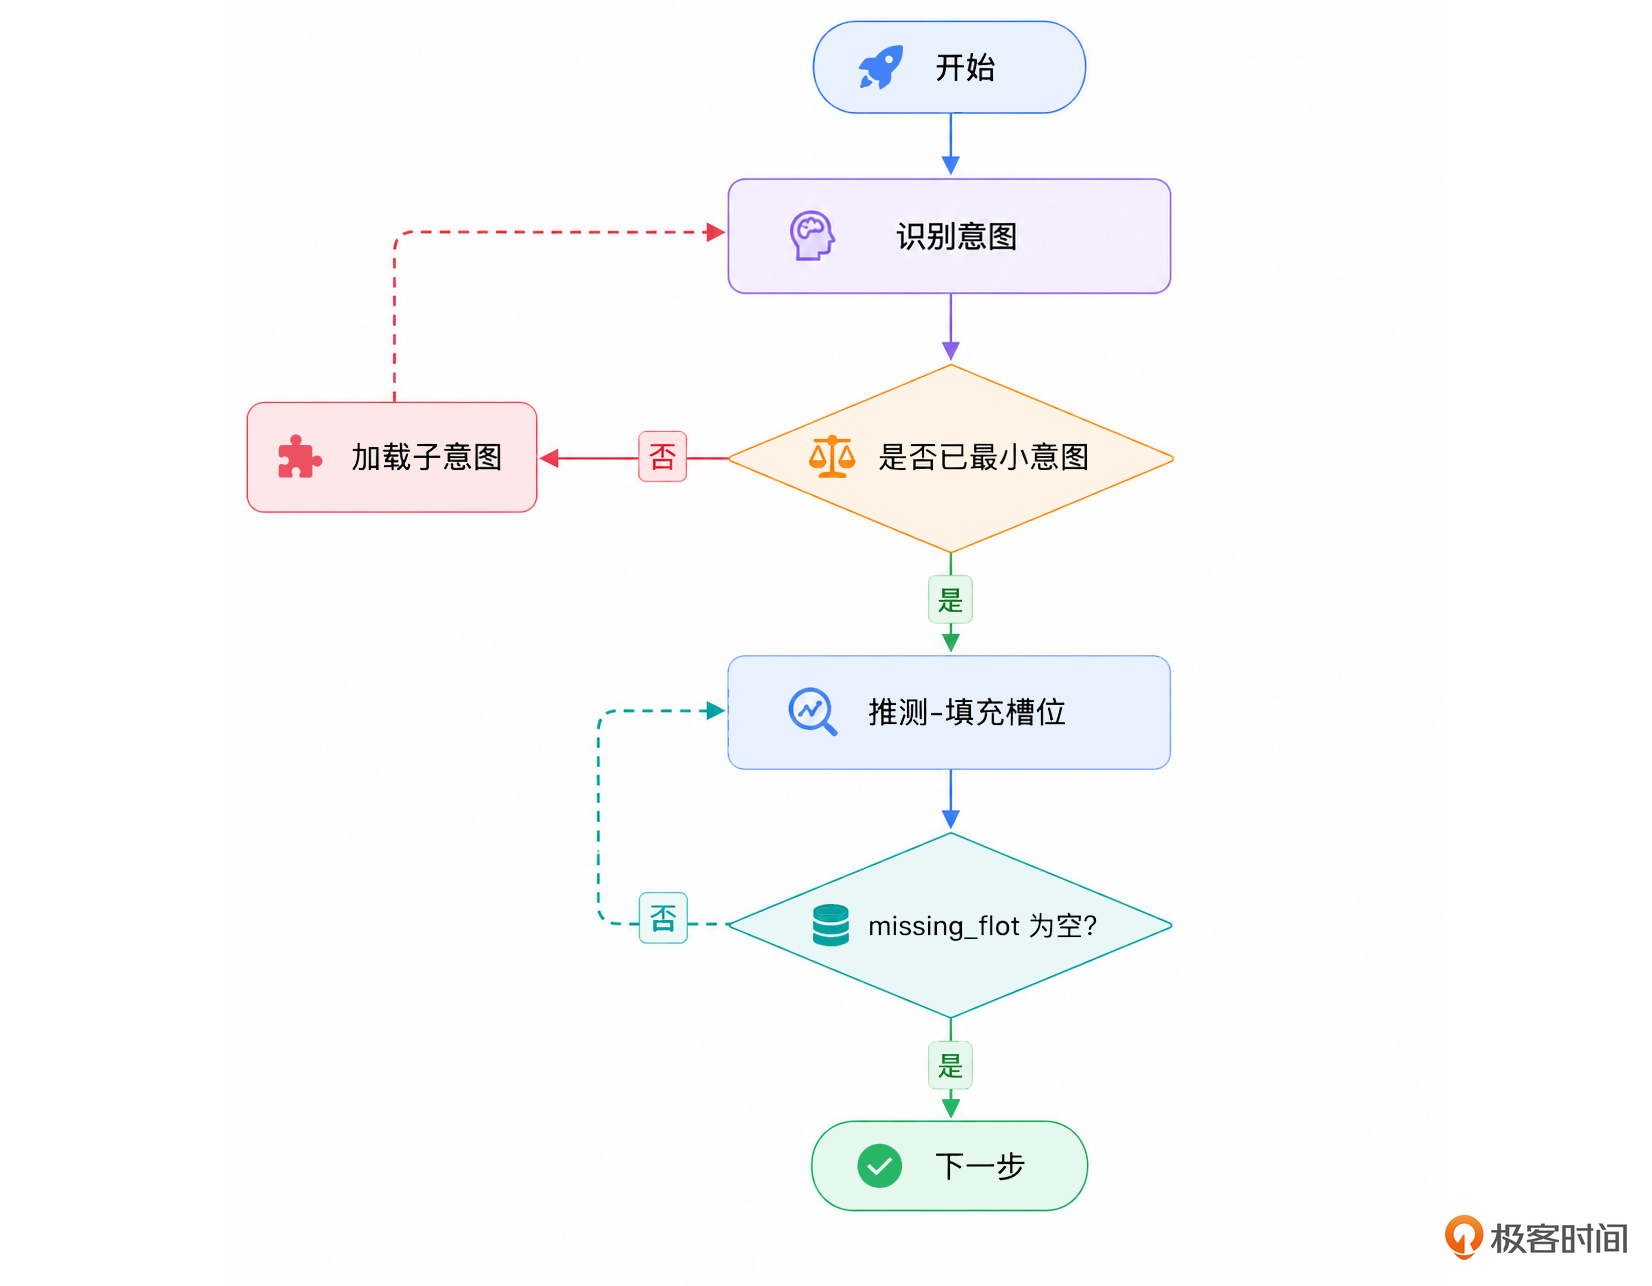 开始
识别意图
加载子意图
否
是否已最小意图
是
推测-填充槽位
否
missing_flot 为空?
是
下一步
极客时间